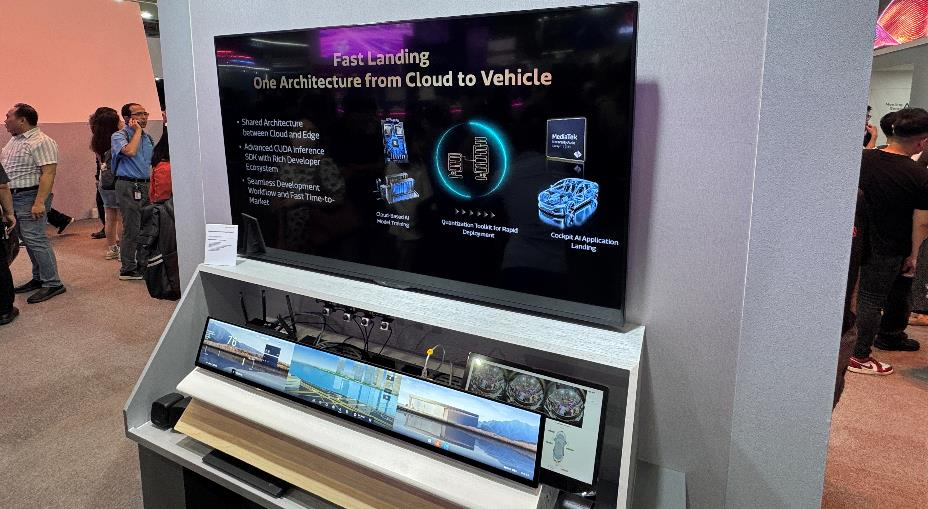 Fast Landing
One Architecture from Cloud to Vehicle
• Shared Architecture
between Cloud and Edge
• Advanced CUDA Inference
SDK with Rich Developer
Ecosystem
• Seamless Development
Workflow and Fast Time-to-
Market
Cloud-Based AI
Model Training
Quantization Toolkit for Rapid
Deployment
MediaTek
Cockpit AI Application
Landing
76